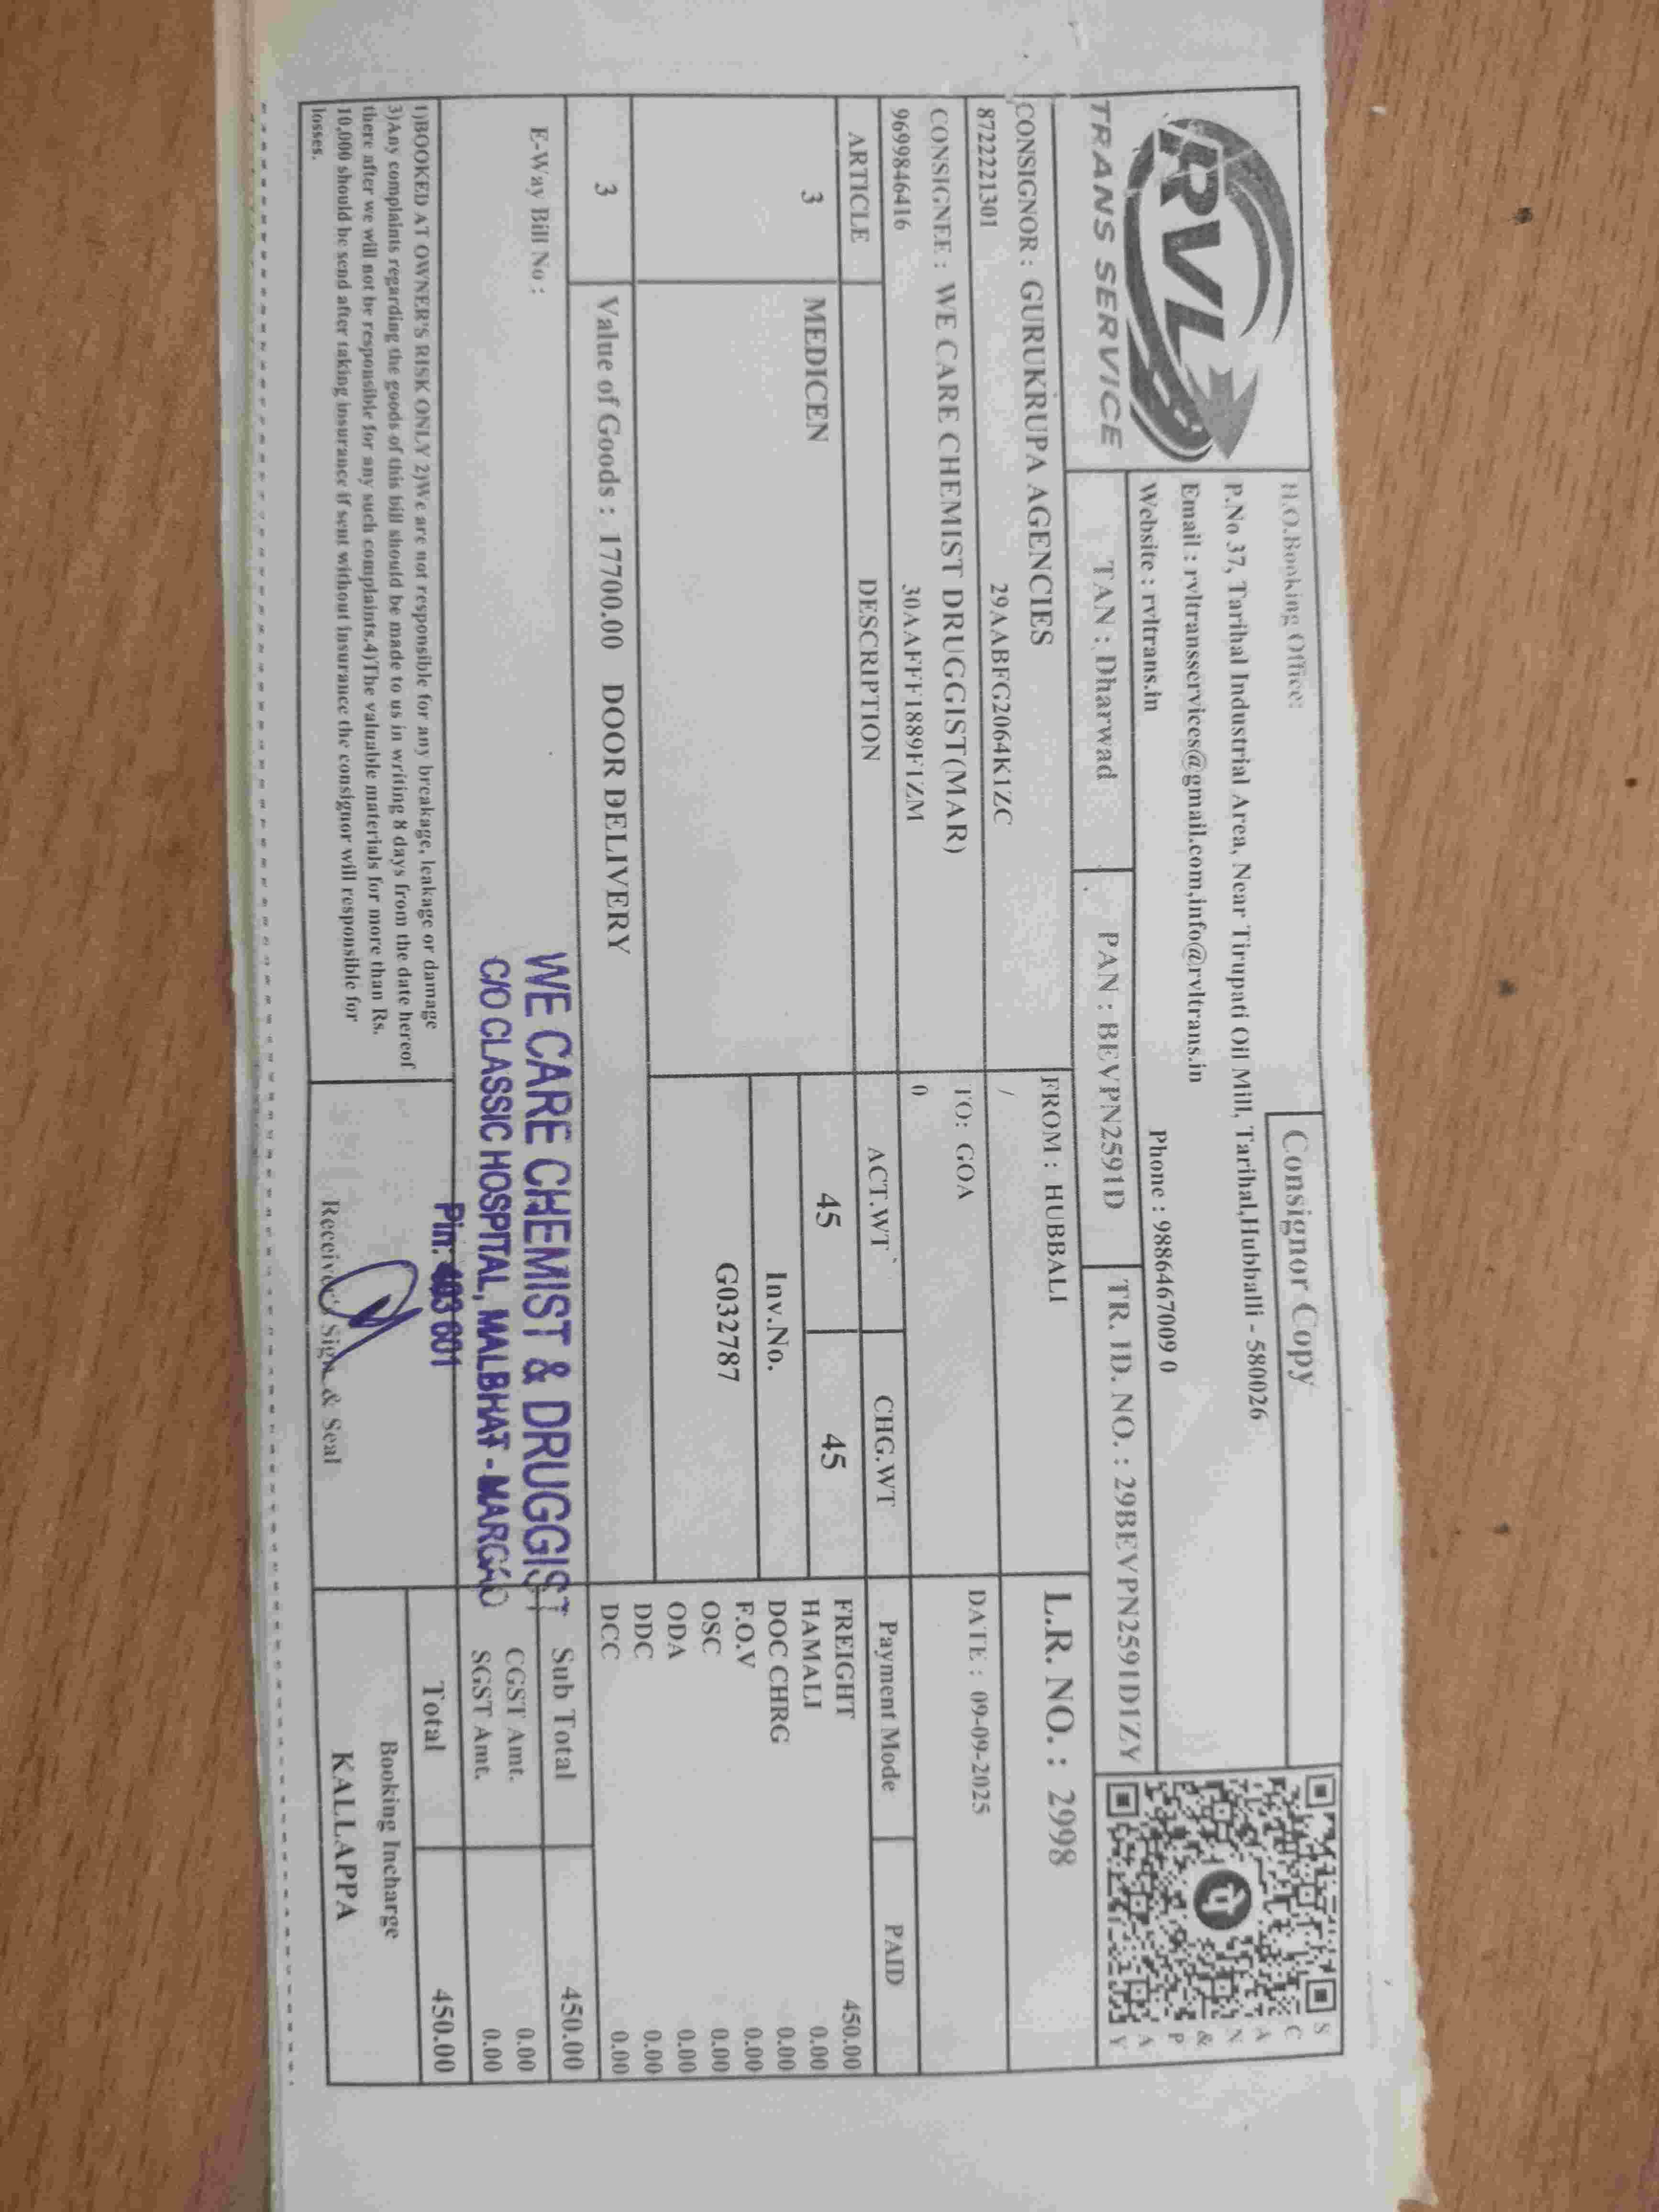 RVL
TRANS SERVICE
H.O.Booking Office:
Consignor Copy
P.No 37, Tarihal Industrial Area, Near Tirupati Oil Mill, Tarihal,Hubballi - 580026
Email : rvltransservices@gmail.com,info@rvltrans.in
Website : rvltrans.in
Phone : 9886467009 0
SCAN & PAY
TAN : Dharwad
PAN : BEVPN2591D
TR. ID. NO. : 29BEVPN2591D1ZY
CONSIGNOR : GURUKRUPA AGENCIES
8722221301 29AABFG2064K1ZC
FROM : HUBBALI
/
L.R. NO. : 2998
CONSIGNEE : WE CARE CHEMIST DRUGGIST(MAR)
9699846416 30AAFFF1889F1ZM
TO: GOA
0
DATE : 09-09-2025
ARTICLE DESCRIPTION ACT.WT CHG.WT Payment Mode PAID
3 MEDICEN 45 45
Inv.No.
G032787
FREIGHT 450.00
HAMALI 0.00
DOC CHRG 0.00
F.O.V 0.00
OSC 0.00
ODA 0.00
DDC 0.00
DCC 0.00
3 Value of Goods : 17700.00 DOOR DELIVERY
Sub Total 450.00
E-Way Bill No :
CGST Amt. 0.00
SGST Amt. 0.00
WE CARE CHEMIST & DRUGGIST
C/O CLASSIC HOSPITAL, MALBHAT - MARGAO
Pin: 403 601
Total 450.00
1)BOOKED AT OWNER'S RISK ONLY 2)We are not responsible for any breakage, leakage or damage
3)Any complaints regarding the goods of this bill should be made to us in writing 8 days from the date hereof
there after we will not be responsible for any such complaints.4)The valuable materials for more than Rs.
10,000 should be send after taking insurance if sent without insurance the consignor will responsible for
losses.
Receiver Sign & Seal
Booking Incharge
KALLAPPA